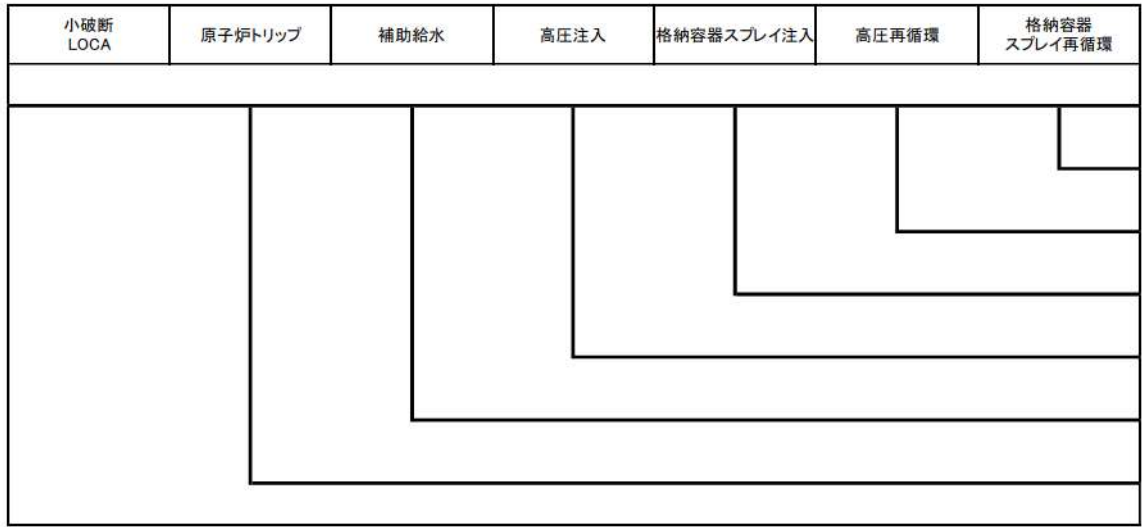 小破断
LOCA
原子炉トリップ
補助給水
高圧注入
格納容器スプレイ注入
高圧再循環
格納容器
スプレイ再循環